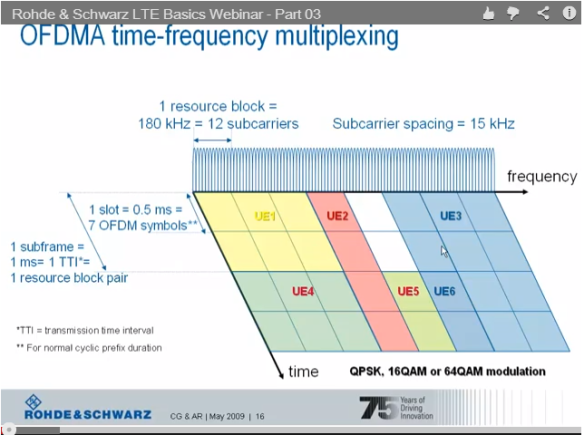 Rohde & Schwarz LTE Basics Webinar - Part 03
OFDMA time-frequency multiplexing
1 resource block =
180 kHz = 12 subcarriers
Subcarrier spacing = 15 kHz
frequency
1 slot = 0.5 ms =
7 OFDM symbols**
UE1
UE2
UE3
1 subframe =
1 ms= 1 TTI*=
1 resource block pair
UE4
UE5
UE6
*TTI = transmission time interval
** For normal cyclic prefix duration
time
QPSK, 16QAM or 64QAM modulation
ROHDE&SCHWARZ
CG & AR | May 2009 | 16
75
Years of
Driving
Innovation